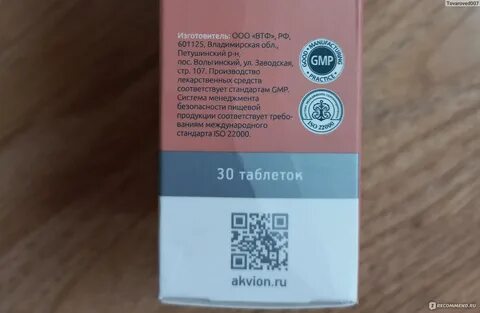 Tovaroved007
Изготовитель: ООО «ВТФ», РФ,
601125, Владимирская обл.,
Петушинский р-н,
пос. Вольгинский, ул. Заводская,
стр. 107. Производство
лекарственных средств
соответствует стандартам GMP.
Система менеджмента
безопасности пищевой
продукции соответствует требо-
ваниям международного
стандарта ISO 22000.
GOOD • MANUFACTURING
GMP
• PRACTICE •
ISO 22000
30 таблеток
akvion.ru
IRECOMMEND.RU